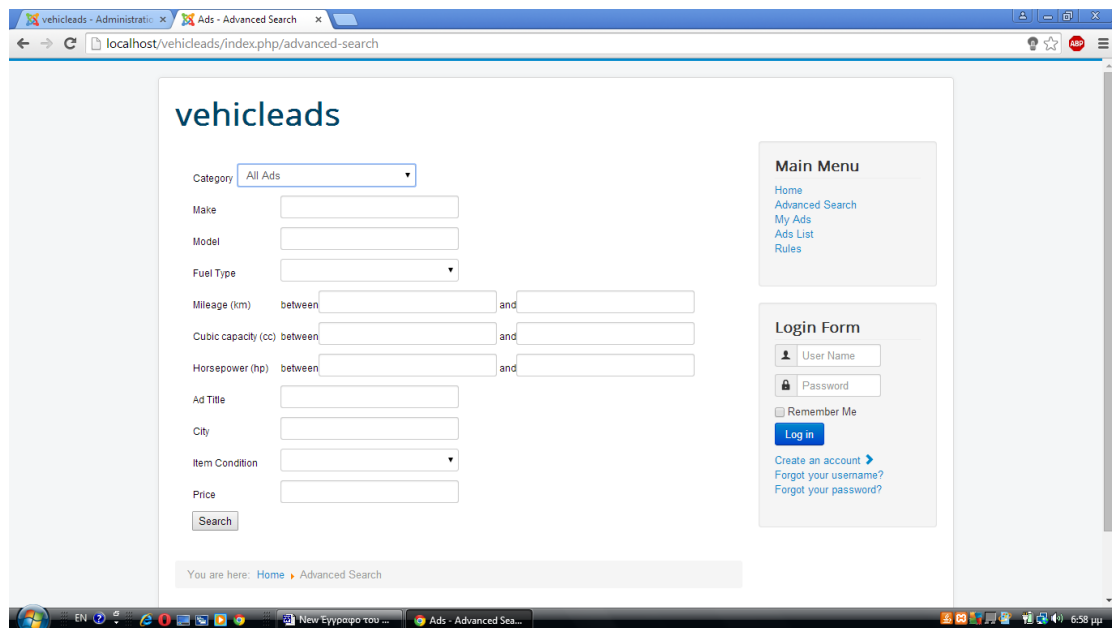 vehicleads - Administratio
Ads - Advanced Search
localhost/vehicleads/index.php/advanced-search
ABP
vehicleads
Category All Ads
Make
Model
Fuel Type
Mileage (km) between and
Cubic capacity (cc) between and
Horsepower (hp) between and
Ad Title
City
Item Condition
Price
Search
You are here: Home Advanced Search
Main Menu
Home
Advanced Search
My Ads
Ads List
Rules
Login Form
User Name
Password
Remember Me
Log in
Create an account
Forgot your username?
Forgot your password?
EN
New Έγγραφο του ...
Ads - Advanced Sea...
6:58 μμ